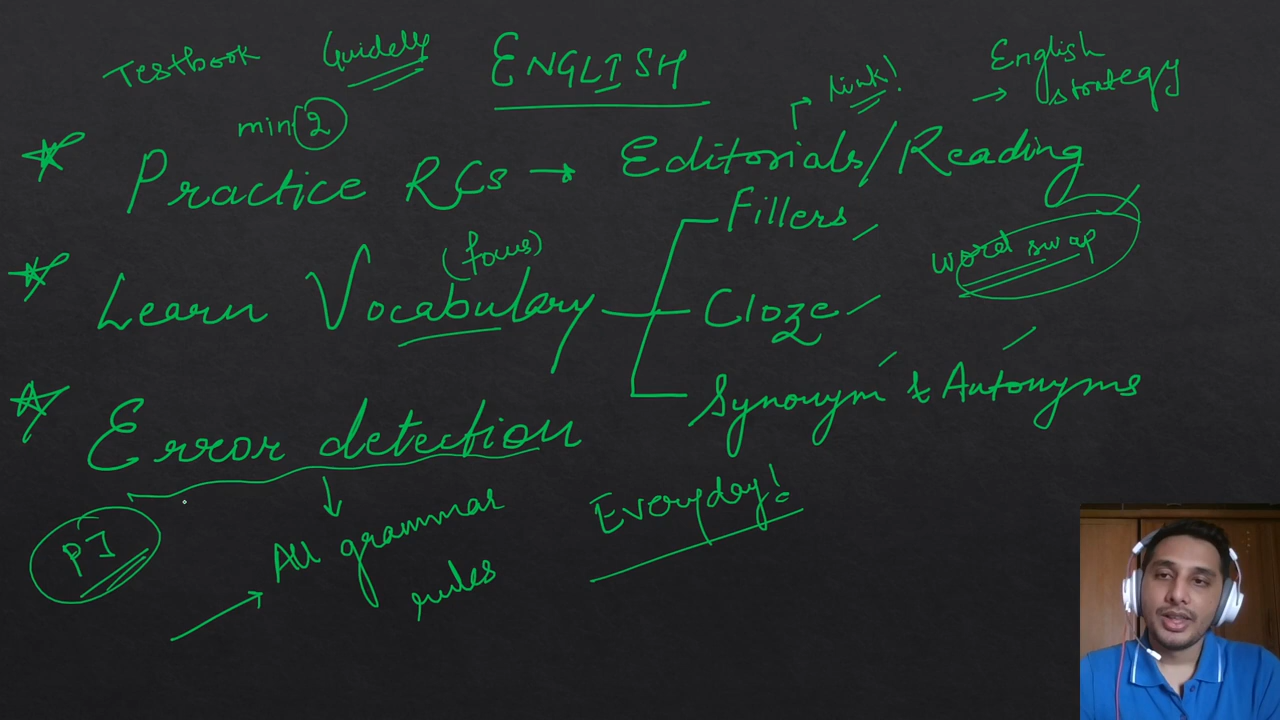 Testbook Guidely ENGLISH
Link! → English strategy
min 2
Practice RCs → Editorials/Reading
Fillers
(focus) word swap
Learn Vocabulary Cloze
Synonym & Antonyms
Error detection
PJ All grammar rules Everyday!